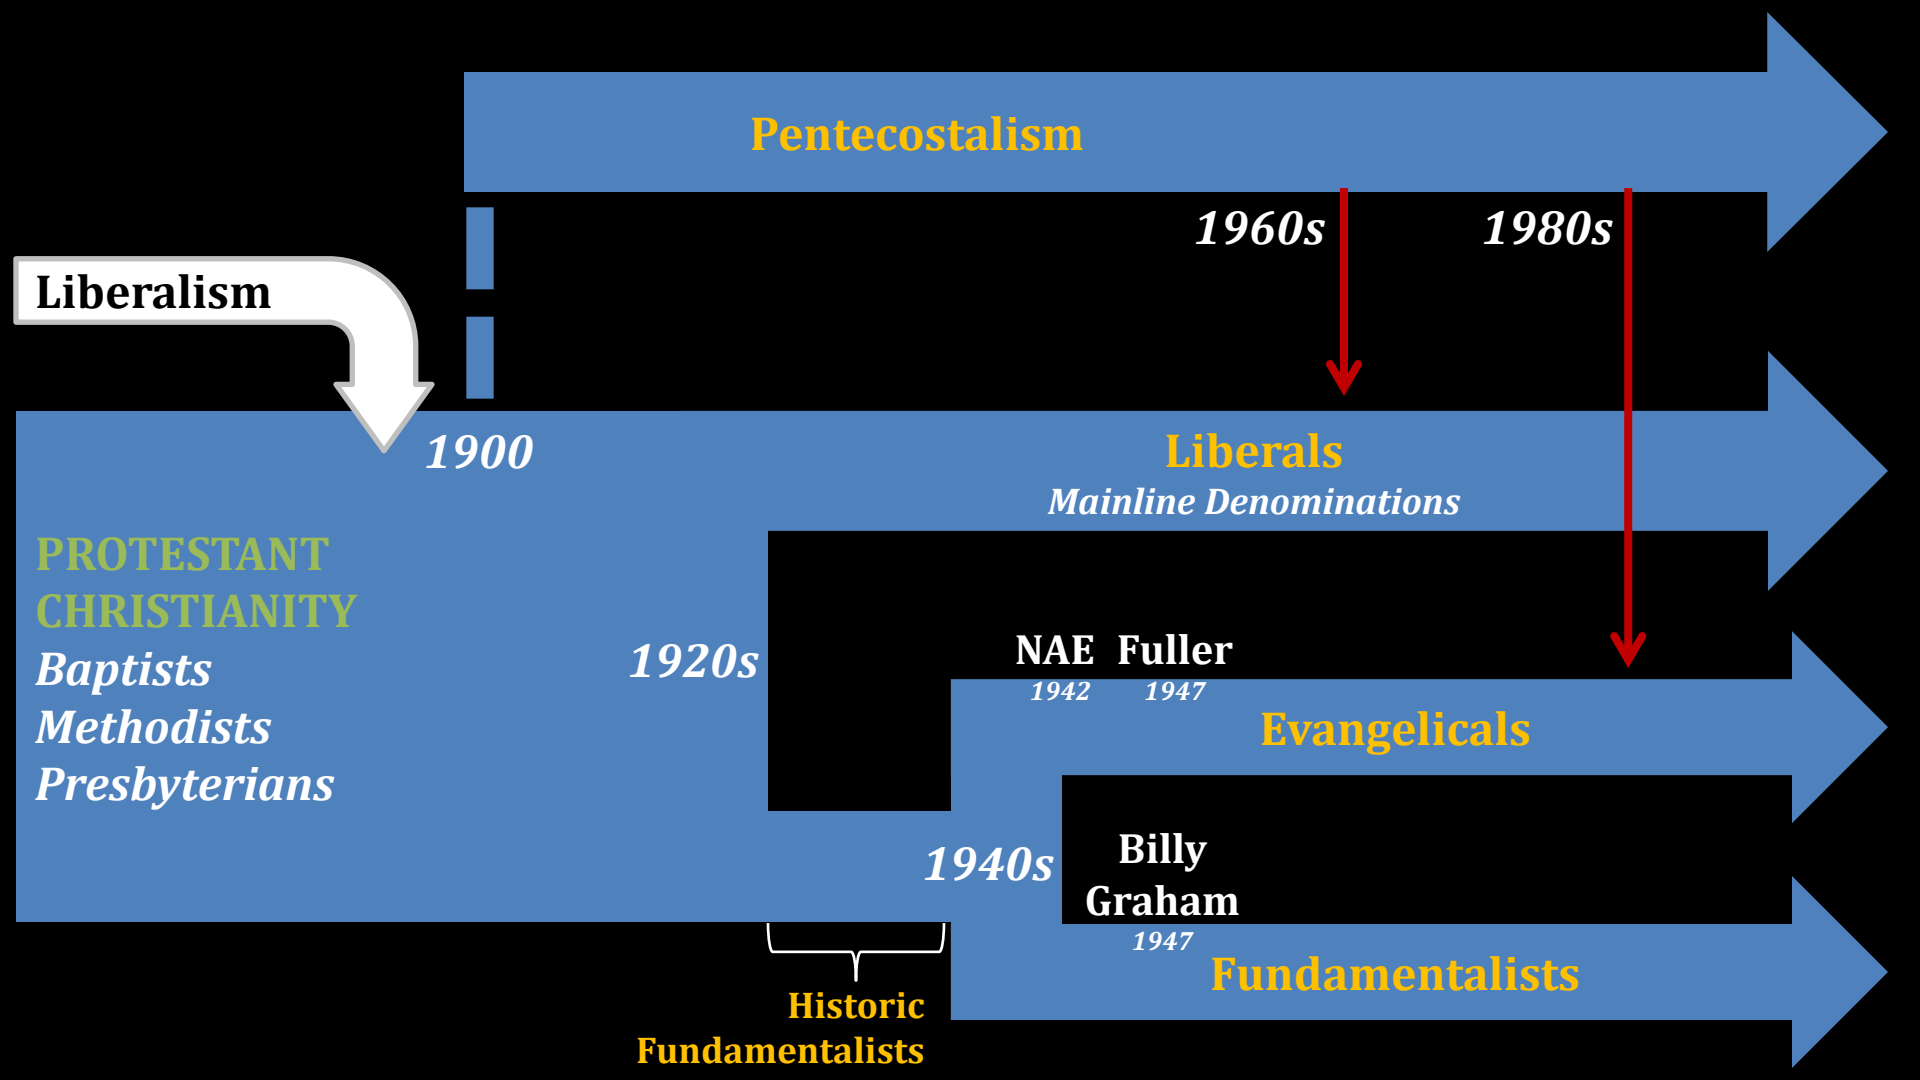 Pentecostalism
1960s
1980s
Liberalism
1900
Liberals
Mainline Denominations
PROTESTANT
CHRISTIANITY
Baptists
Methodists
Presbyterians
1920s
NAE Fuller
1942 1947
Evangelicals
1940s
Billy
Graham
1947
Fundamentalists
Historic
Fundamentalists